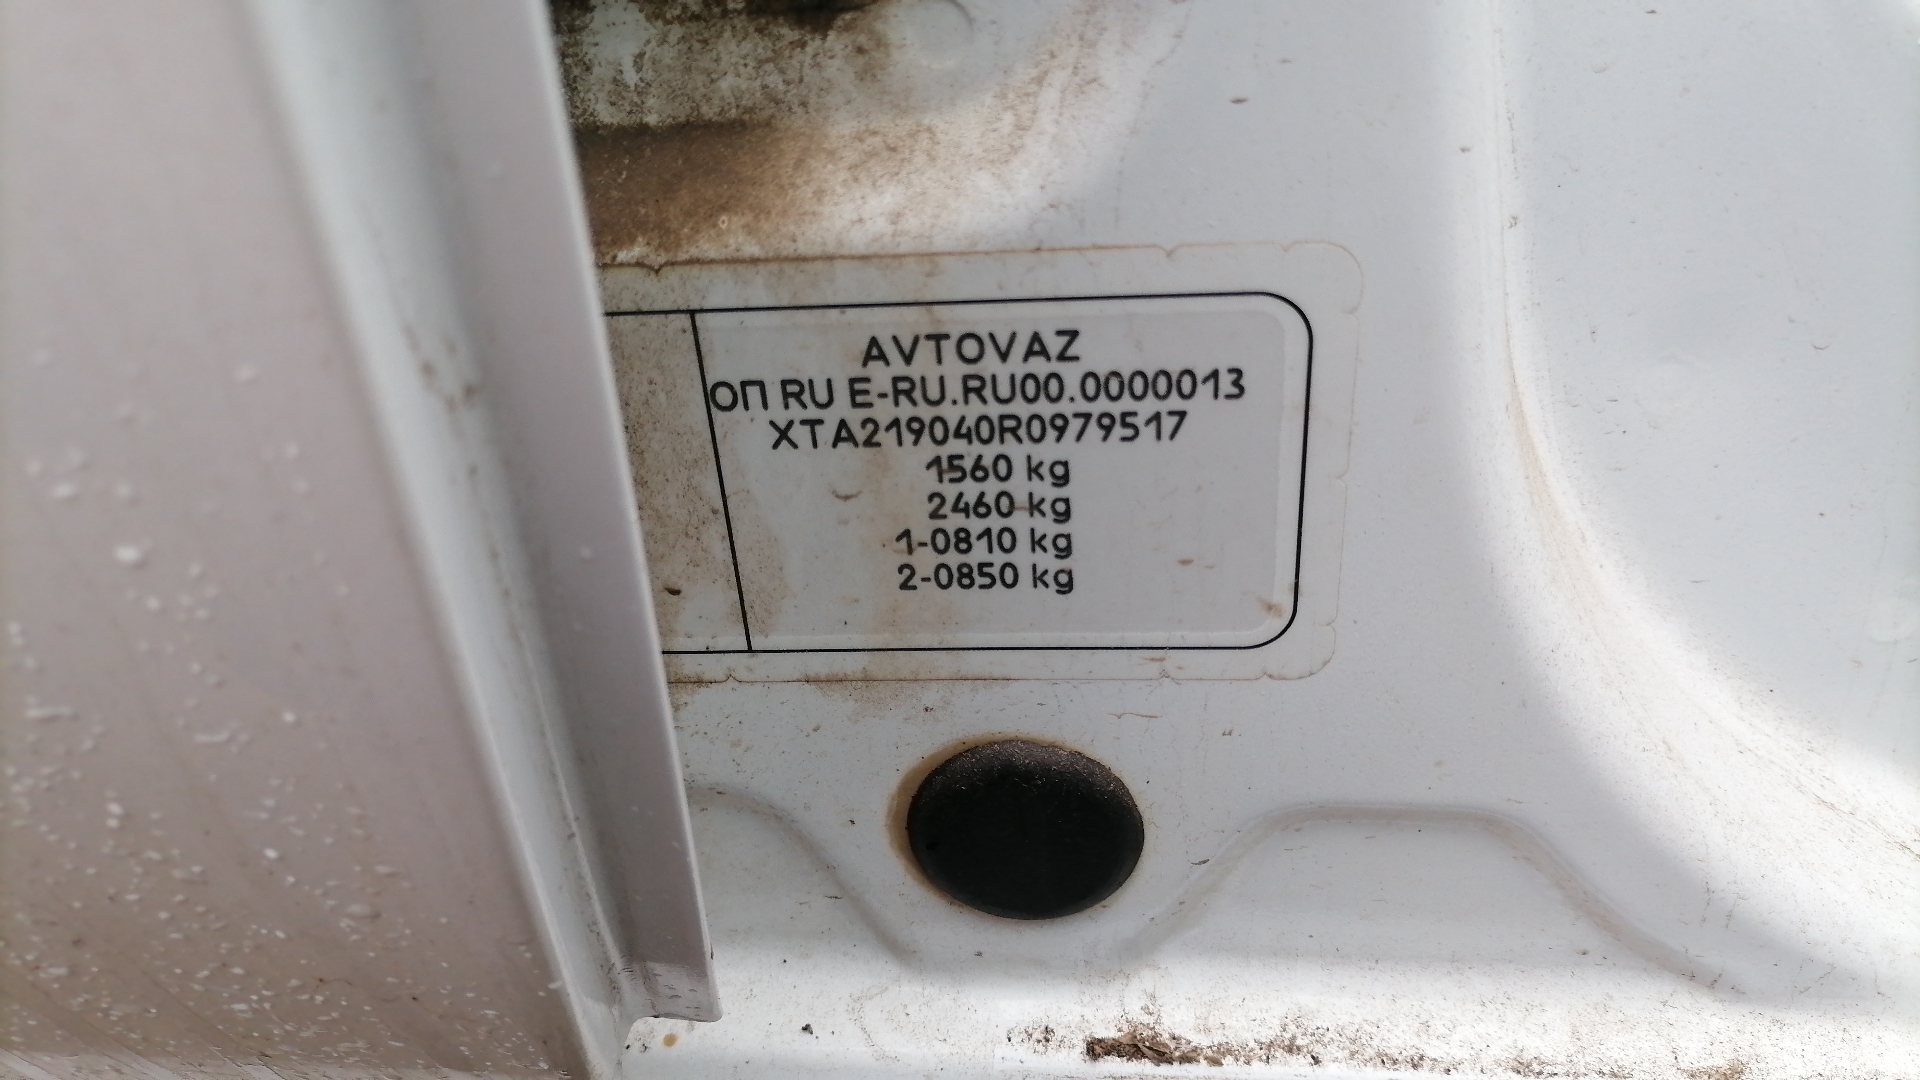 AVTOVAZ
ОП RU E-RU.RU00.0000013
XTA219040R0979517
1560 kg
2460 kg
1-0810 kg
2-0850 kg